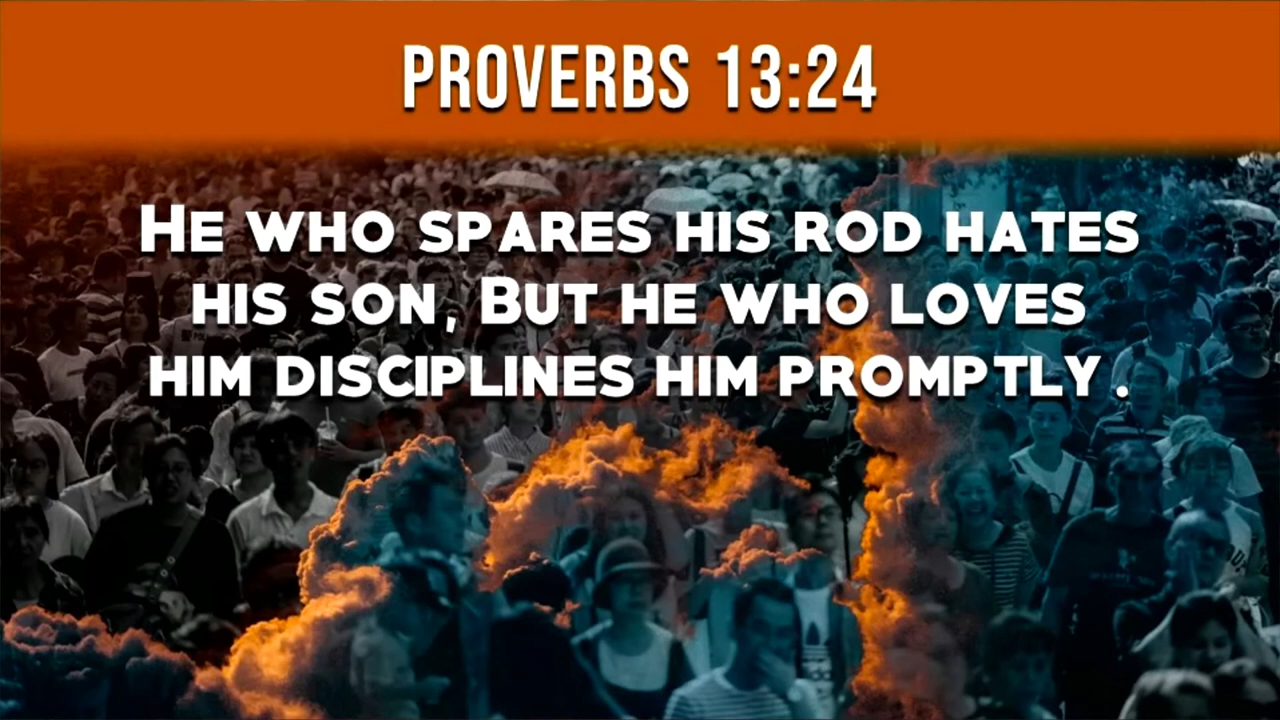 PROVERBS 13:24
HE WHO SPARES HIS ROD HATES
HIS SON, BUT HE WHO LOVES
HIM DISCIPLINES HIM PROMPTLY .